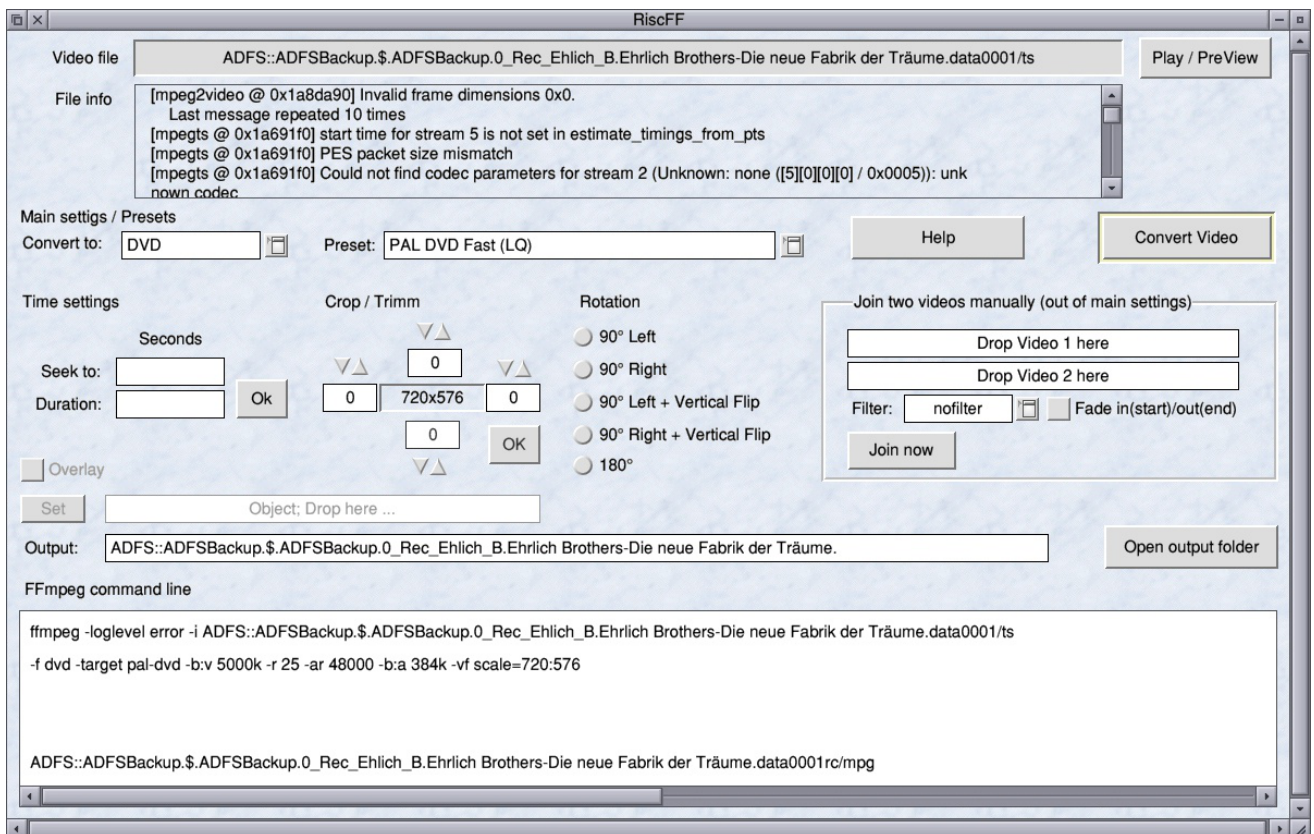 RiscFF
Video file
ADFS::ADFSBackup.$.ADFSBackup.0_Rec_Ehlich_B.Ehrlich Brothers-Die neue Fabrik der Träume.data0001/ts
Play / PreView
File info
[mpeg2video @ 0x1a8da90] Invalid frame dimensions 0x0.
Last message repeated 10 times
[mpegts @ 0x1a691f0] start time for stream 5 is not set in estimate_timings_from_pts
[mpegts @ 0x1a691f0] PES packet size mismatch
[mpegts @ 0x1a691f0] Could not find codec parameters for stream 2 (Unknown: none ([5][0][0][0] / 0x0005)): unk
nown codec
Main settigs / Presets
Convert to:
DVD
Preset:
PAL DVD Fast (LQ)
Help
Convert Video
Time settings
Seconds
Seek to:
Duration:
Ok
Crop / Trimm
0
0
720x576
0
0
OK
Rotation
90° Left
90° Right
90° Left + Vertical Flip
90° Right + Vertical Flip
180°
Join two videos manually (out of main settings)
Drop Video 1 here
Drop Video 2 here
Filter:
nofilter
Fade in(start)/out(end)
Join now
Overlay
Set
Object; Drop here ...
Output:
ADFS::ADFSBackup.$.ADFSBackup.0_Rec_Ehlich_B.Ehrlich Brothers-Die neue Fabrik der Träume.
Open output folder
FFmpeg command line
ffmpeg -loglevel error -i ADFS::ADFSBackup.$.ADFSBackup.0_Rec_Ehlich_B.Ehrlich Brothers-Die neue Fabrik der Träume.data0001/ts
-f dvd -target pal-dvd -b:v 5000k -r 25 -ar 48000 -b:a 384k -vf scale=720:576
ADFS::ADFSBackup.$.ADFSBackup.0_Rec_Ehlich_B.Ehrlich Brothers-Die neue Fabrik der Träume.data0001rc/mpg